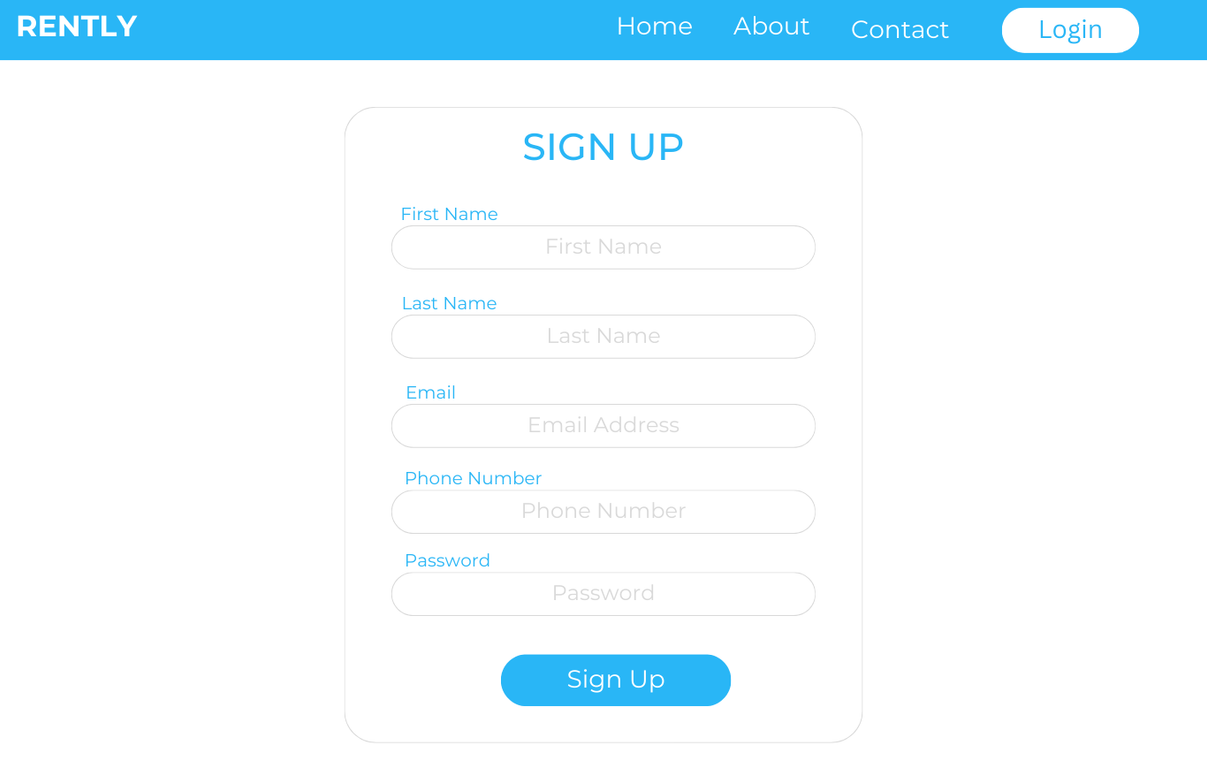 RENTLY Home About Contact Login
SIGN UP
First Name
First Name
Last Name
Last Name
Email
Email Address
Phone Number
Phone Number
Password
Password
Sign Up